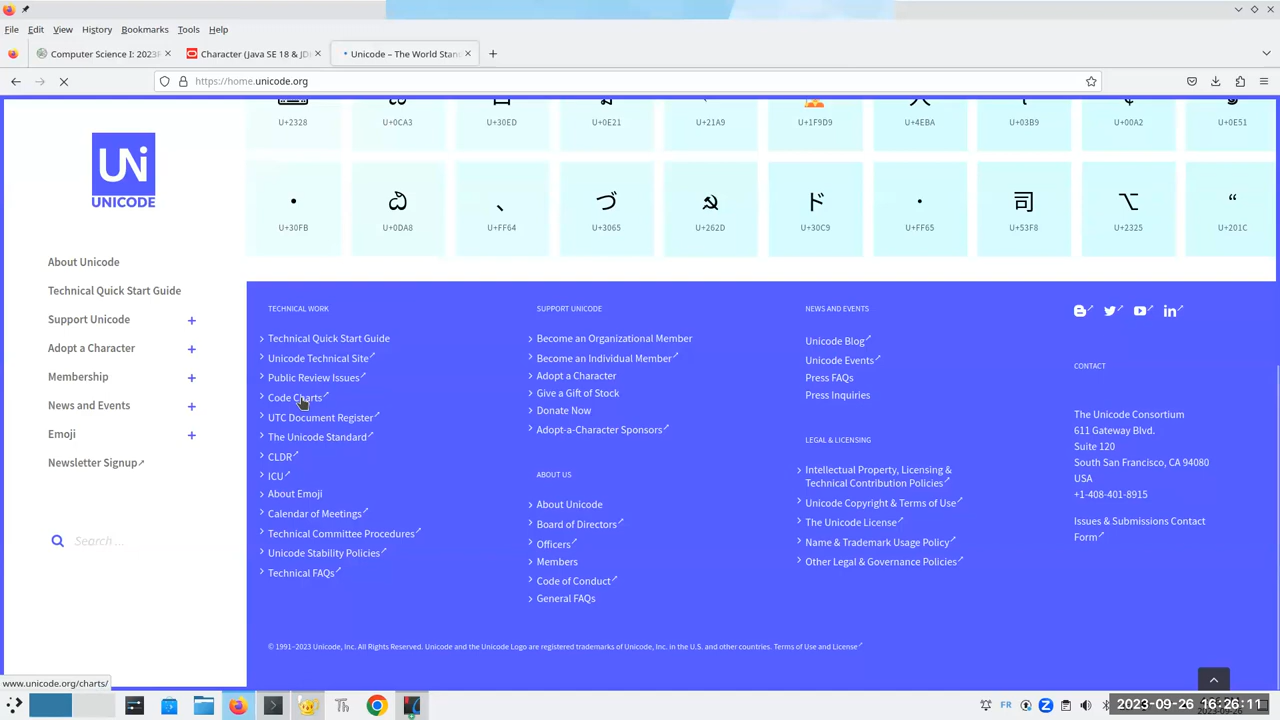 File Edit View History Bookmarks Tools Help
Computer Science I: 2023F
Character (Java SE 18 & JD
Unicode – The World Stan
https://home.unicode.org
U+2328 U+0CA3 U+30ED U+0E21 U+21A9 U+1F9D9 U+4EBA U+03B9 U+00A2 U+0E51
・ ඨ 、 づ ☭ ド ・ 司 ⌥ “
U+30FB U+0DA8 U+FF64 U+3065 U+262D U+30C9 U+FF65 U+53F8 U+2325 U+201C
UNi
UNICODE
About Unicode
Technical Quick Start Guide
Support Unicode +
Adopt a Character +
Membership +
News and Events +
Emoji +
Newsletter Signup
Search ...
TECHNICAL WORK
Technical Quick Start Guide
Unicode Technical Site
Public Review Issues
Code Charts
UTC Document Register
The Unicode Standard
CLDR
ICU
About Emoji
Calendar of Meetings
Technical Committee Procedures
Unicode Stability Policies
Technical FAQs
SUPPORT UNICODE
Become an Organizational Member
Become an Individual Member
Adopt a Character
Give a Gift of Stock
Donate Now
Adopt-a-Character Sponsors
ABOUT US
About Unicode
Board of Directors
Officers
Members
Code of Conduct
General FAQs
NEWS AND EVENTS
Unicode Blog
Unicode Events
Press FAQs
Press Inquiries
LEGAL & LICENSING
Intellectual Property, Licensing &
Technical Contribution Policies
Unicode Copyright & Terms of Use
The Unicode License
Name & Trademark Usage Policy
Other Legal & Governance Policies
CONTACT
The Unicode Consortium
611 Gateway Blvd.
Suite 120
South San Francisco, CA 94080
USA
+1-408-401-8915
Issues & Submissions Contact
Form
© 1991–2023 Unicode, Inc. All Rights Reserved. Unicode and the Unicode Logo are registered trademarks of Unicode, Inc. in the U.S. and other countries. Terms of Use and License
www.unicode.org/charts/
Th
FR
2023-09-26 16:26:11